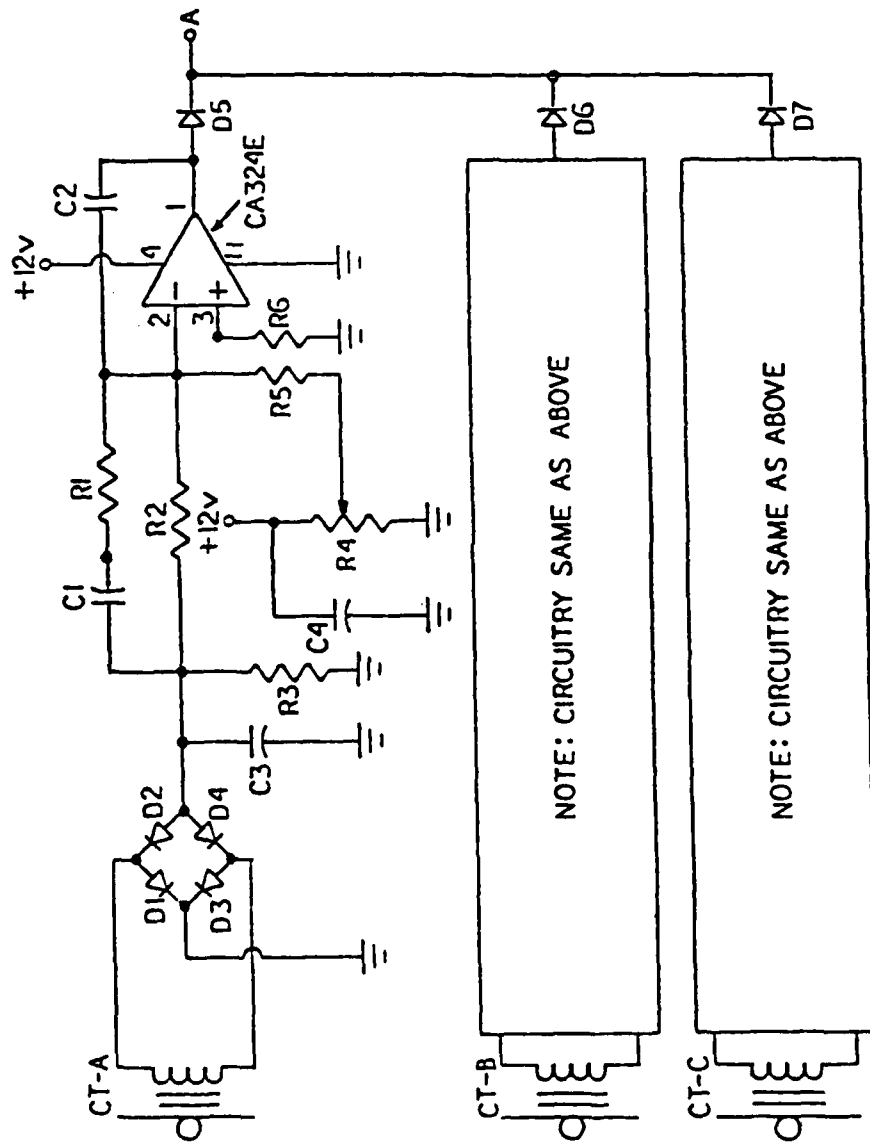 CT-A
D1
D2
D3
D4
C3
R3
C1
R1
R2
C4
R4
+12v
R5
R6
C2
+12v
4
2
3
−
+
1
11
CA324E
D5
A
CT-B
NOTE: CIRCUITRY SAME AS ABOVE
D6
CT-C
NOTE: CIRCUITRY SAME AS ABOVE
D7